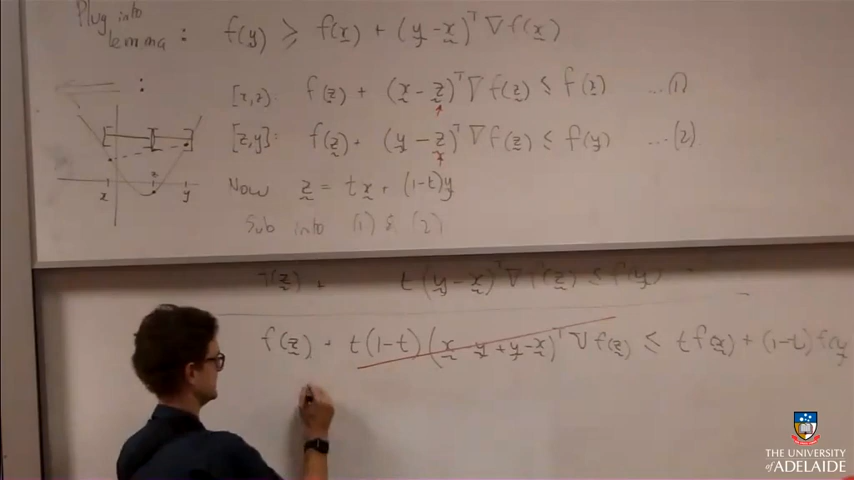 Plug into
lemma : f(y) ≥ f(x) + (y-x)ᵀ ∇f(x)
[x,z]: f(z) + (x-z)ᵀ ∇f(z) ≤ f(x) ...(1)
[z,y]: f(z) + (y-z)ᵀ ∇f(z) ≤ f(y) ...(2)
x z y
Now z = tx + (1-t)y
Sub into (1) & (2)
f(z) + t(y-x)ᵀ ∇f(z) ≤ f(y)
f(z) + t(1-t)(x-y+y-x)ᵀ ∇f(z) ≤ tf(x) + (1-t)f(y
THE UNIVERSITY
of ADELAIDE